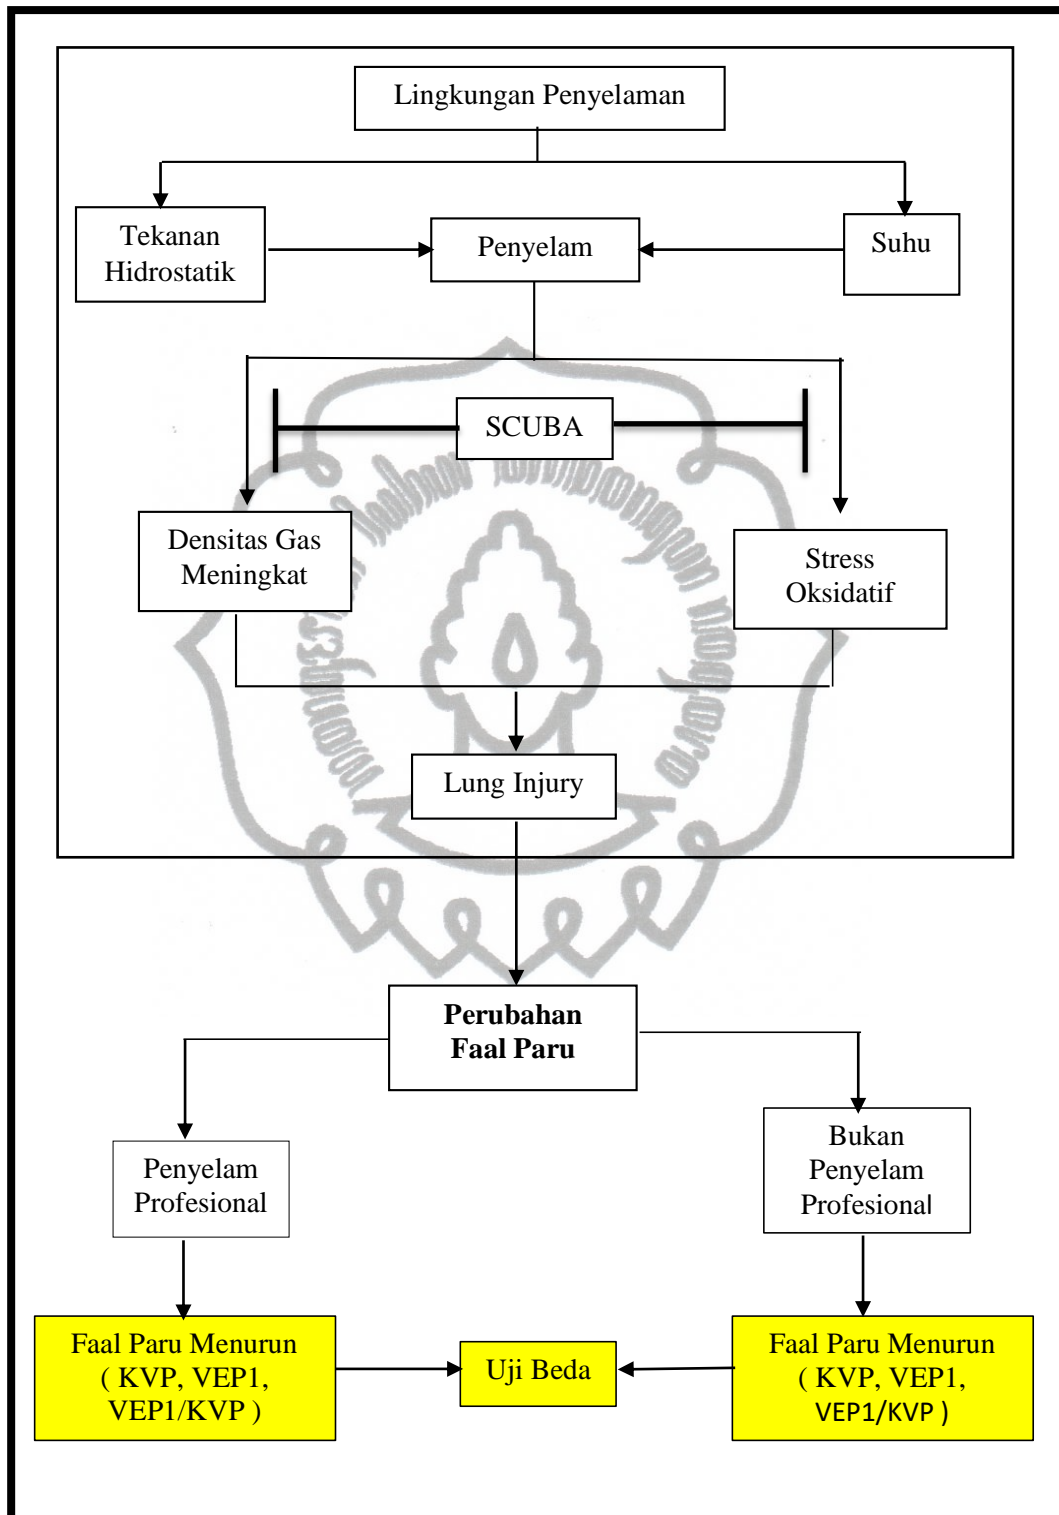 Lingkungan Penyelaman
Tekanan
Hidrostatik
Penyelam
Suhu
SCUBA
Densitas Gas
Meningkat
Stress
Oksidatif
Lung Injury
Perubahan
Faal Paru
Penyelam
Profesional
Bukan
Penyelam
Profesional
Faal Paru Menurun
( KVP, VEP1,
VEP1/KVP )
Uji Beda
Faal Paru Menurun
( KVP, VEP1,
VEP1/KVP )